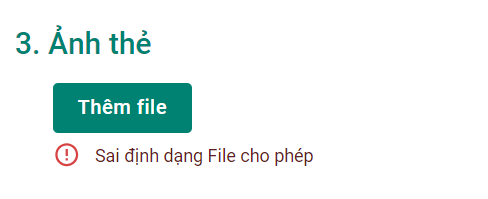 3. Ảnh thẻ
Thêm file
Sai định dạng File cho phép